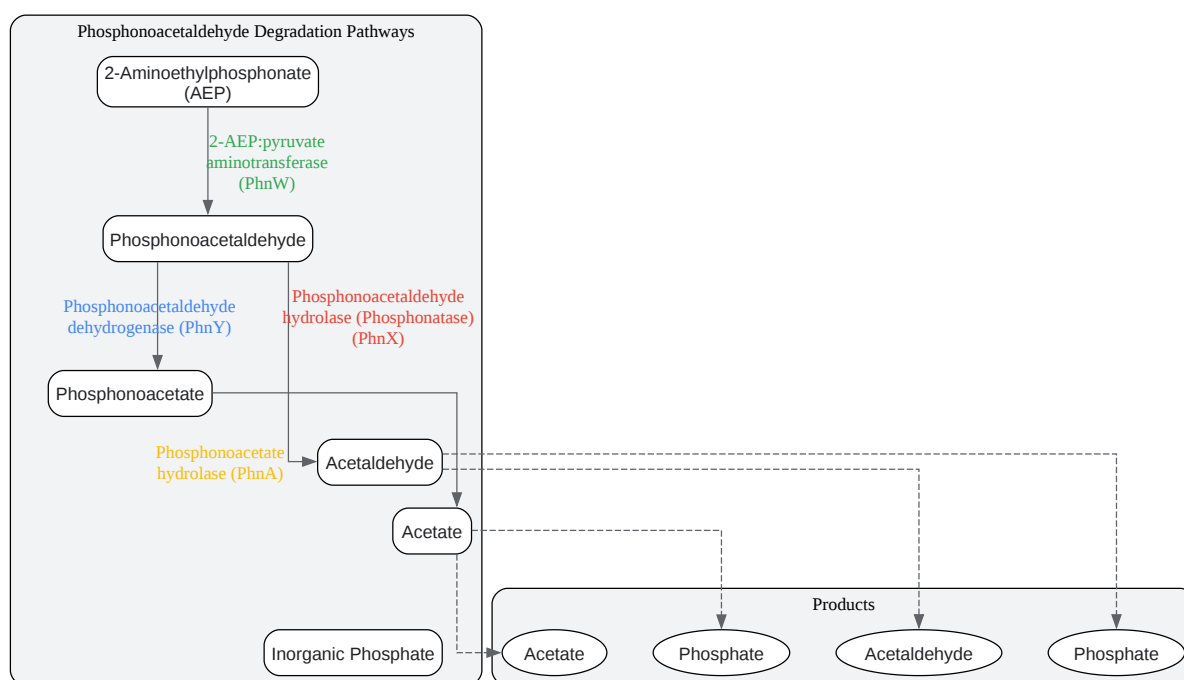 Phosphonoacetaldehyde Degradation Pathways
2-Aminoethylphosphonate
(AEP)
2-AEP:pyruvate
aminotransferase
(PhnW)
Phosphonoacetaldehyde
Phosphonoacetaldehyde
dehydrogenase (PhnY)
Phosphonoacetaldehyde
hydrolase (Phosphonatase)
(PhnX)
Phosphonoacetate
Phosphonoacetate
hydrolase (PhnA)
Acetaldehyde
Acetate
Inorganic Phosphate
Products
Acetate
Phosphate
Acetaldehyde
Phosphate